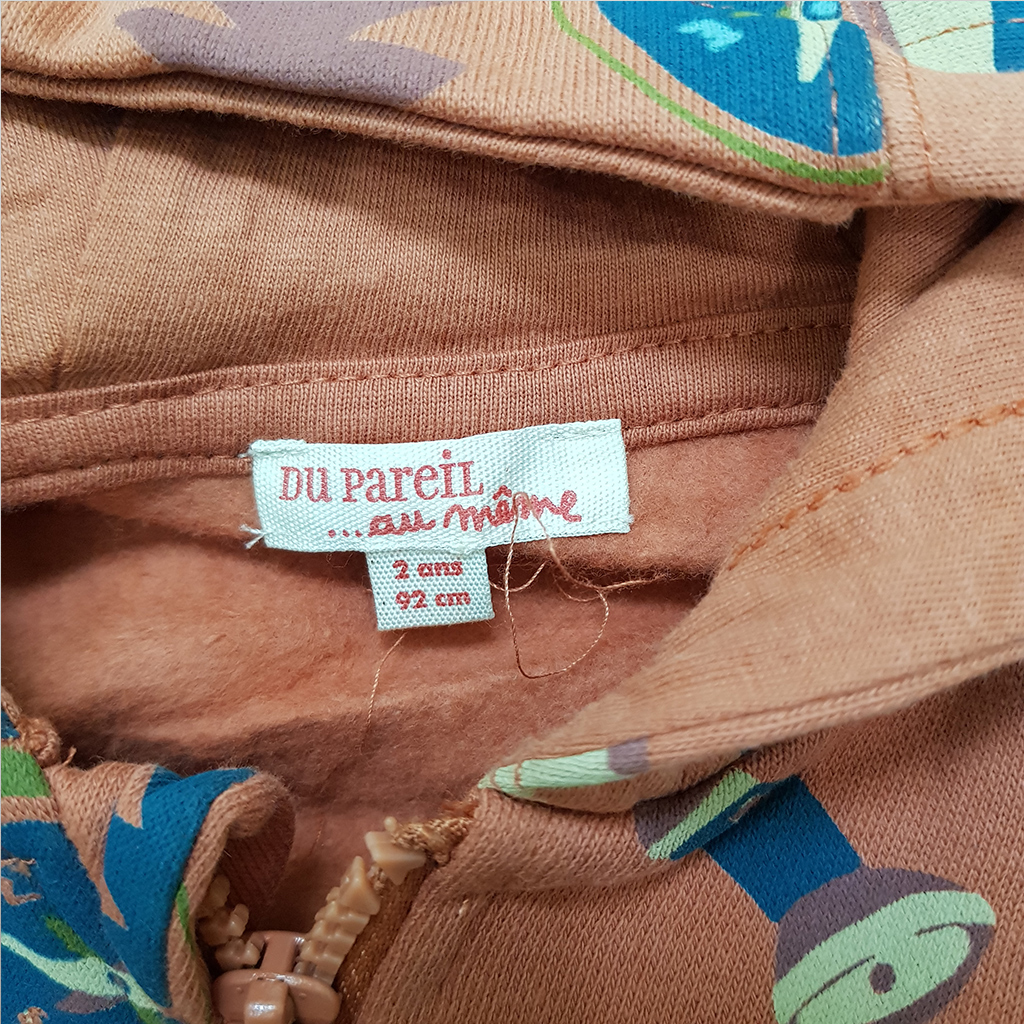 DU PAREIL
...au même
2 ans
92 cm